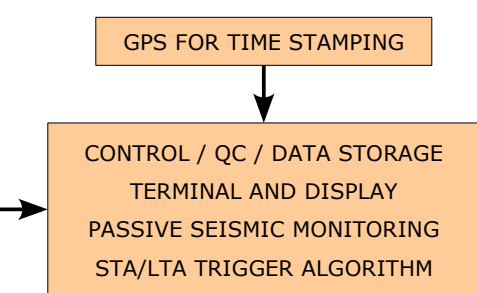 GPS FOR TIME STAMPING
CONTROL / QC / DATA STORAGE
TERMINAL AND DISPLAY
PASSIVE SEISMIC MONITORING
STA/LTA TRIGGER ALGORITHM